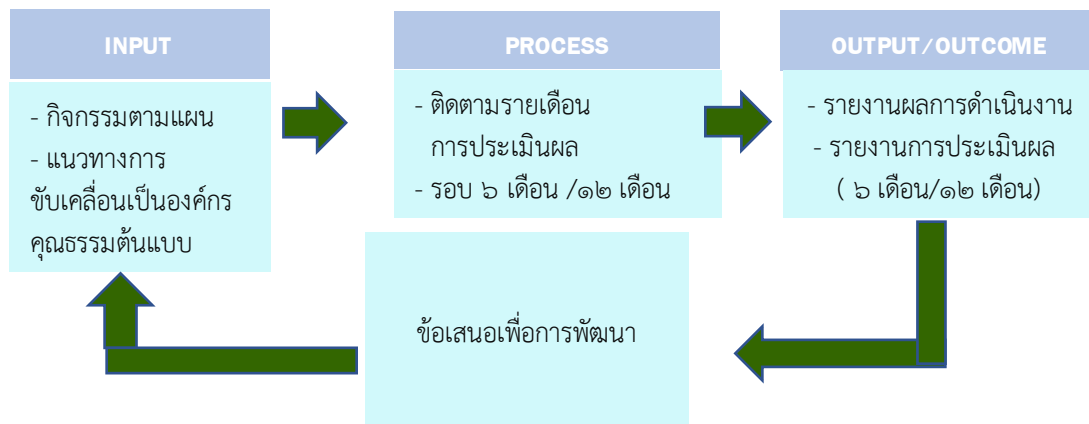 INPUT
- กิจกรรมตามแผน
- แนวทางการ
ขับเคลื่อนเป็นองค์กร
คุณธรรมต้นแบบ
PROCESS
- ติดตามรายเดือน
การประเมินผล
- รอบ ๖ เดือน /๑๒ เดือน
OUTPUT/OUTCOME
- รายงานผลการดำเนินงาน
- รายงานการประเมินผล
( ๖ เดือน/๑๒ เดือน)
ข้อเสนอเพื่อการพัฒนา